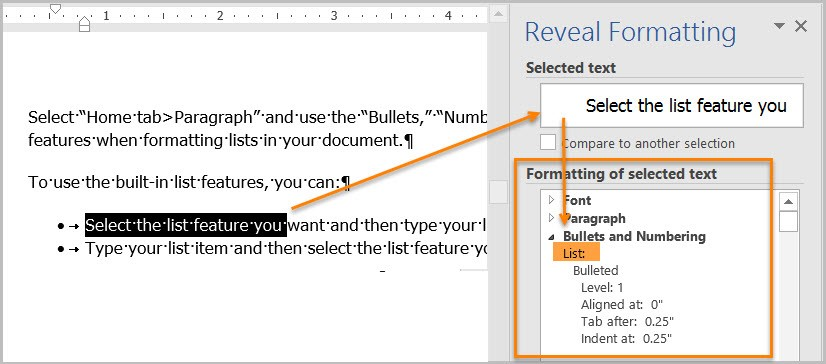 1 2 3 4
Select “Home tab>Paragraph” and use the “Bullets,” “Numb
features when formatting lists in your document.¶
To use the built-in list features, you can:¶
Select the list feature you want and then type your l
Type your list item and then select the list feature yo
Reveal Formatting
Selected text
Select the list feature you
Compare to another selection
Formatting of selected text
Font
Paragraph
Bullets and Numbering
List:
Bulleted
Level: 1
Aligned at: 0"
Tab after: 0.25"
Indent at: 0.25"